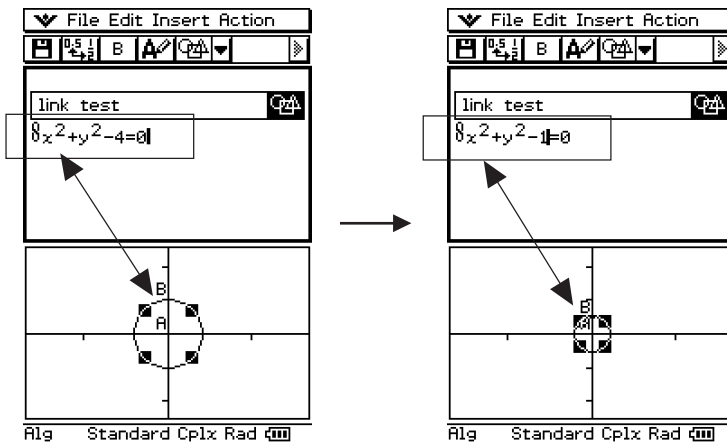 File Edit Insert Action
B
link test
x²+y²-4=0
B
A
Alg Standard Cplx Rad
File Edit Insert Action
B
link test
x²+y²-1=0
B
A
Alg Standard Cplx Rad